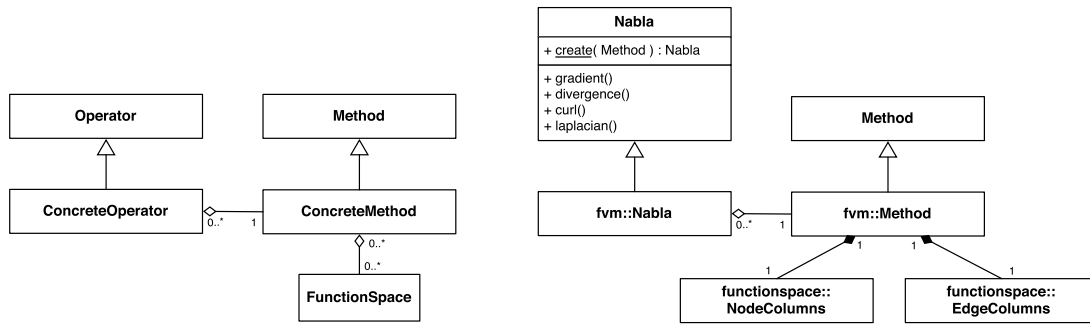 Operator
Method
ConcreteOperator
0..*
1
ConcreteMethod
0..*
0..*
FunctionSpace
Nabla
+ create( Method ) : Nabla
+ gradient()
+ divergence()
+ curl()
+ laplacian()
Method
fvm::Nabla
0..*
1
fvm::Method
1
1
1
1
functionspace::
NodeColumns
functionspace::
EdgeColumns